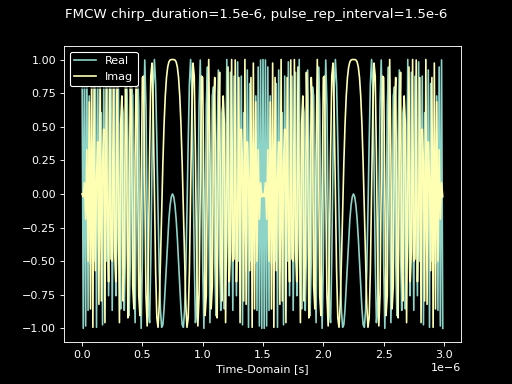 FMCW chirp_duration=1.5e-6, pulse_rep_interval=1.5e-6
Real
Imag
1.00
0.75
0.50
0.25
0.00
−0.25
−0.50
−0.75
−1.00
0.0 0.5 1.0 1.5 2.0 2.5 3.0
1e−6
Time-Domain [s]